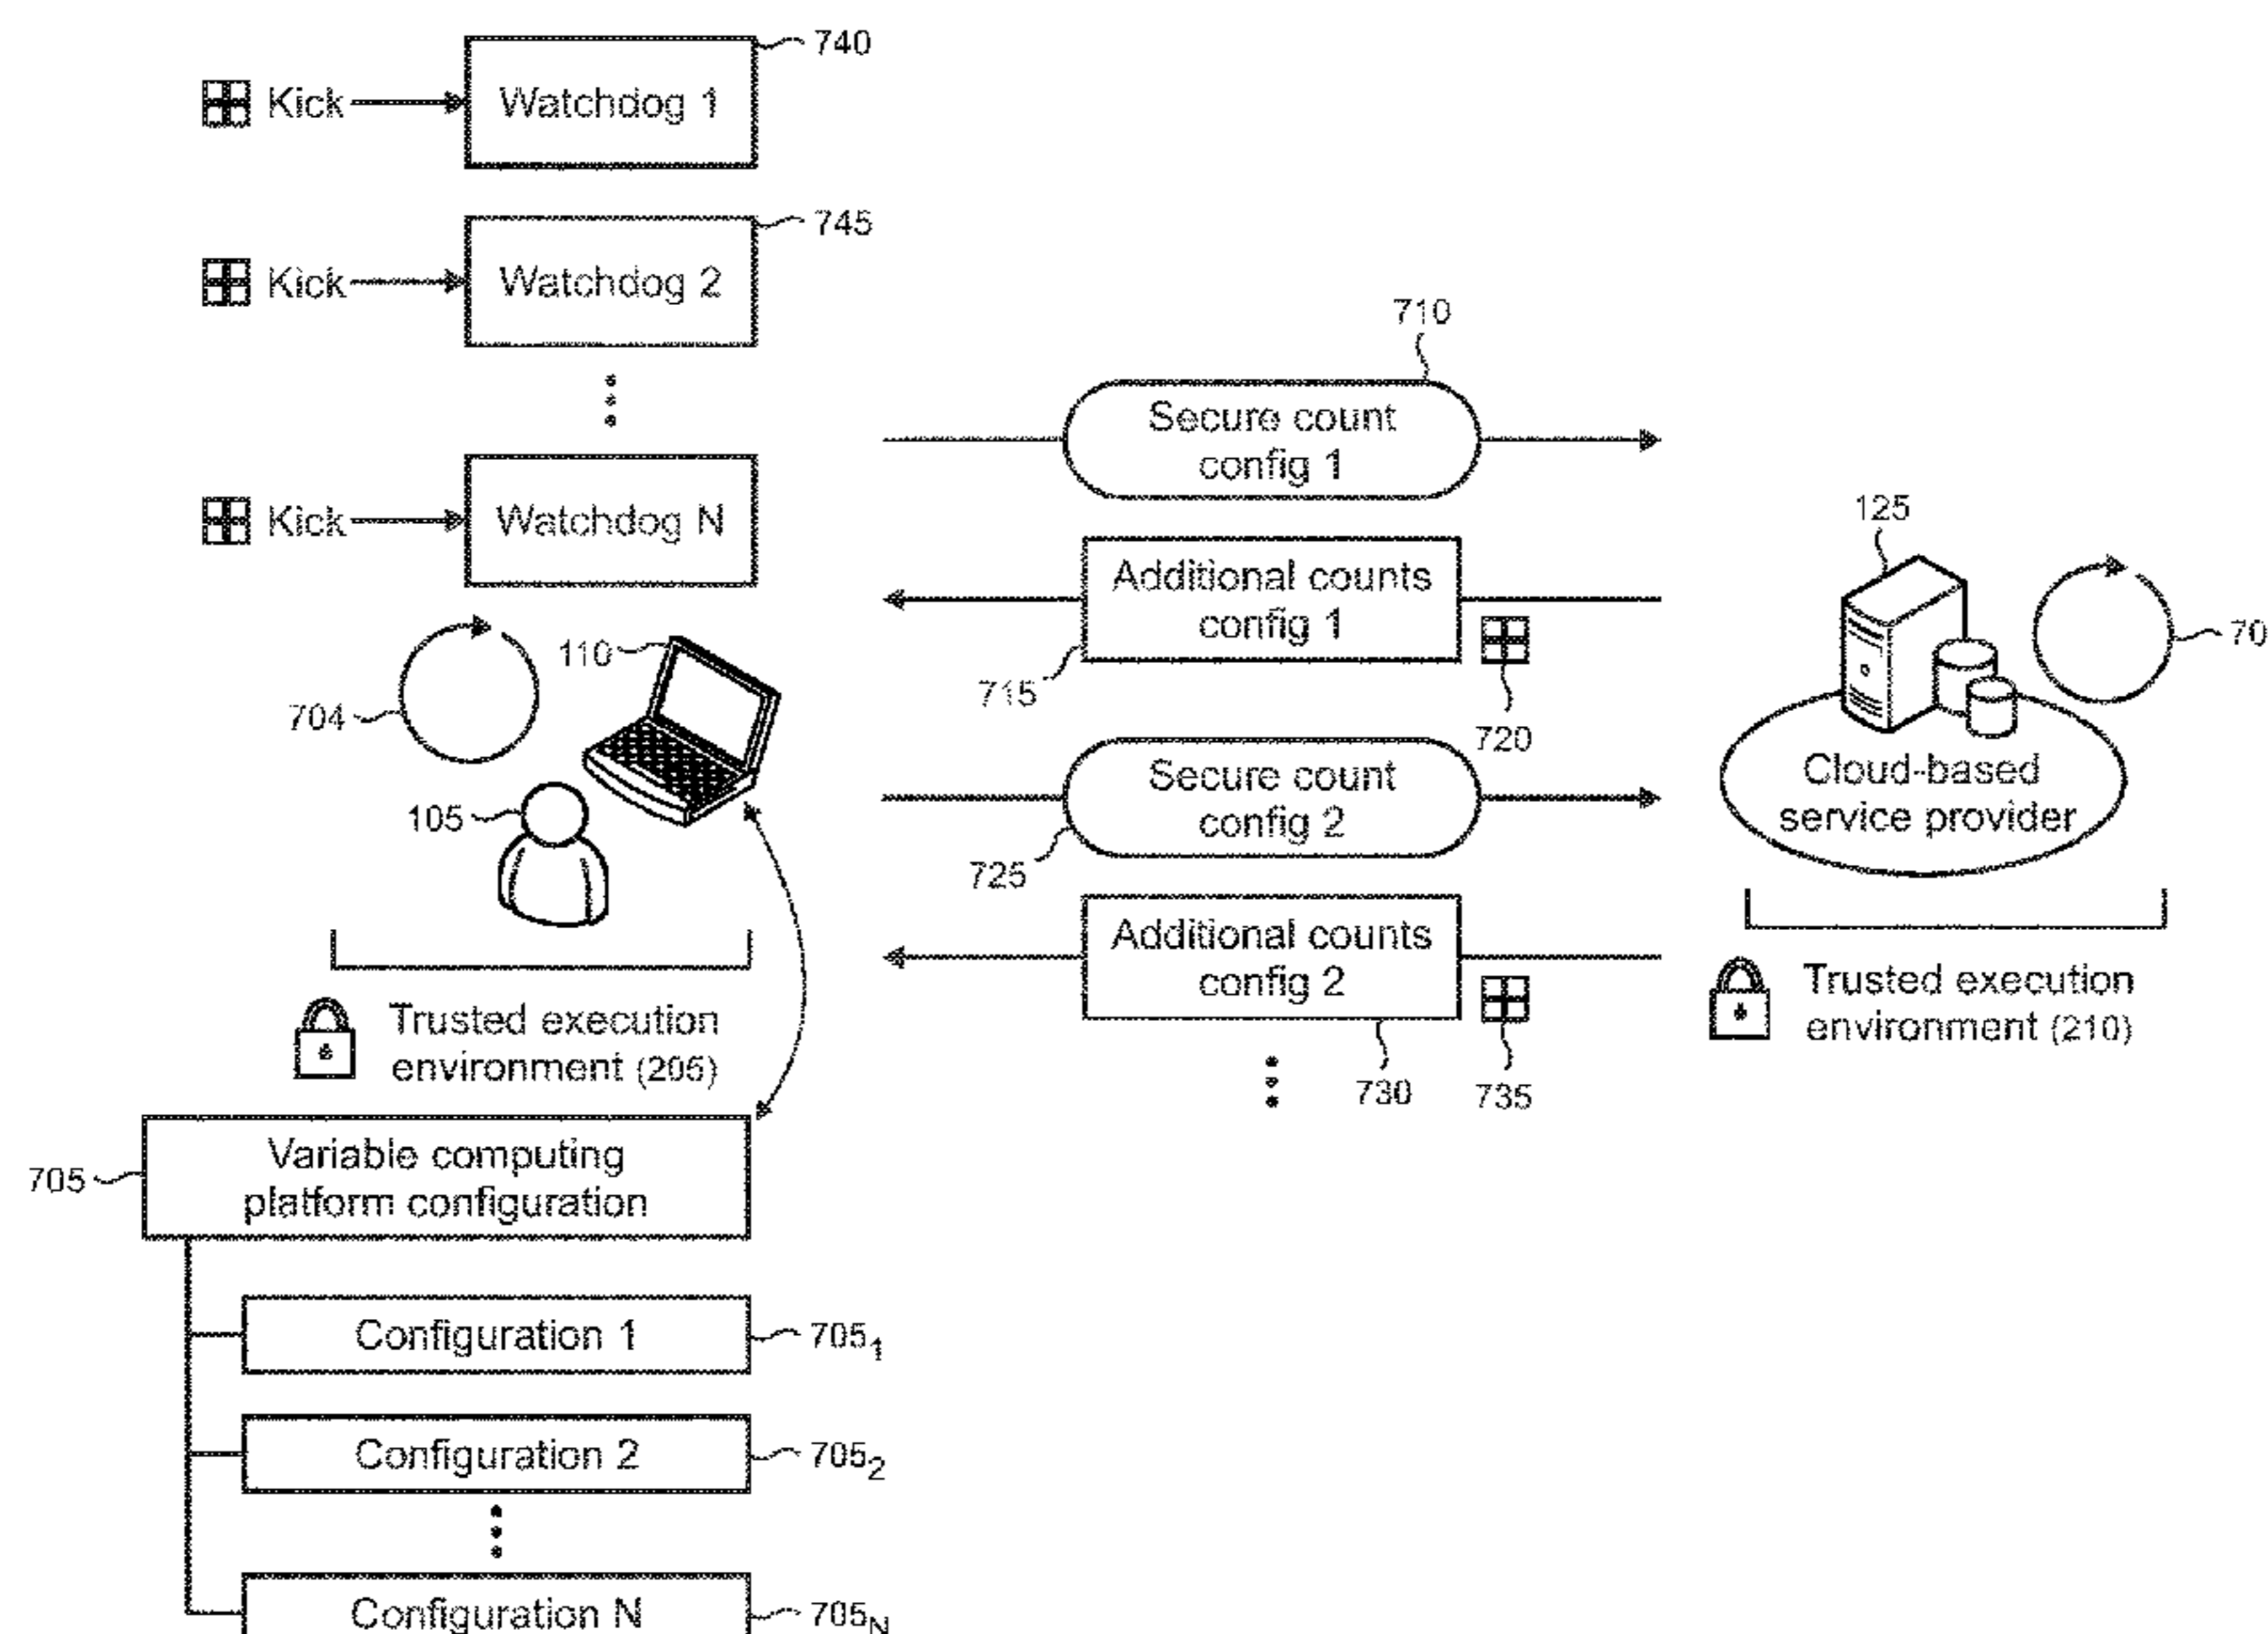 740
Kick
Watchdog 1
745
Kick
Watchdog 2
710
Secure count
config 1
Kick
Watchdog N
125
Additional counts
config 1
70
110
715
704
720
Secure count
config 2
Cloud-based
service provider
105
725
Additional counts
config 2
Trusted execution
environment (210)
Trusted execution
environment (205)
730
735
Variable computing
platform configuration
705
Configuration 1
705₁
Configuration 2
705₂
Configuration N
705N